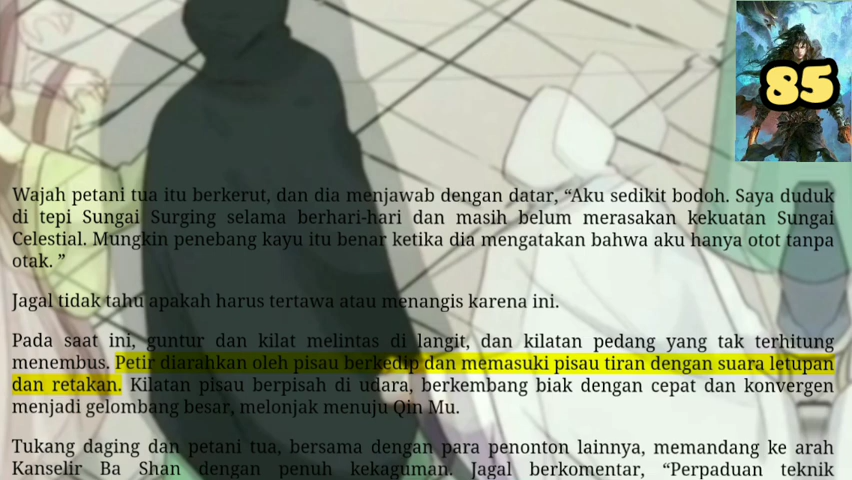 85
Wajah petani tua itu berkerut, dan dia menjawab dengan datar, “Aku sedikit bodoh. Saya duduk
di tepi Sungai Surging selama berhari-hari dan masih belum merasakan kekuatan Sungai
Celestial. Mungkin penebang kayu itu benar ketika dia mengatakan bahwa aku hanya otot tanpa
otak. ”
Jagal tidak tahu apakah harus tertawa atau menangis karena ini.
Pada saat ini, guntur dan kilat melintas di langit, dan kilatan pedang yang tak terhitung
menembus. Petir diarahkan oleh pisau berkedip dan memasuki pisau tiran dengan suara letupan
dan retakan. Kilatan pisau berpisah di udara, berkembang biak dengan cepat dan konvergen
menjadi gelombang besar, melonjak menuju Qin Mu.
Tukang daging dan petani tua, bersama dengan para penonton lainnya, memandang ke arah
Kanselir Ba Shan dengan penuh kekaguman. Jagal berkomentar, “Perpaduan teknik